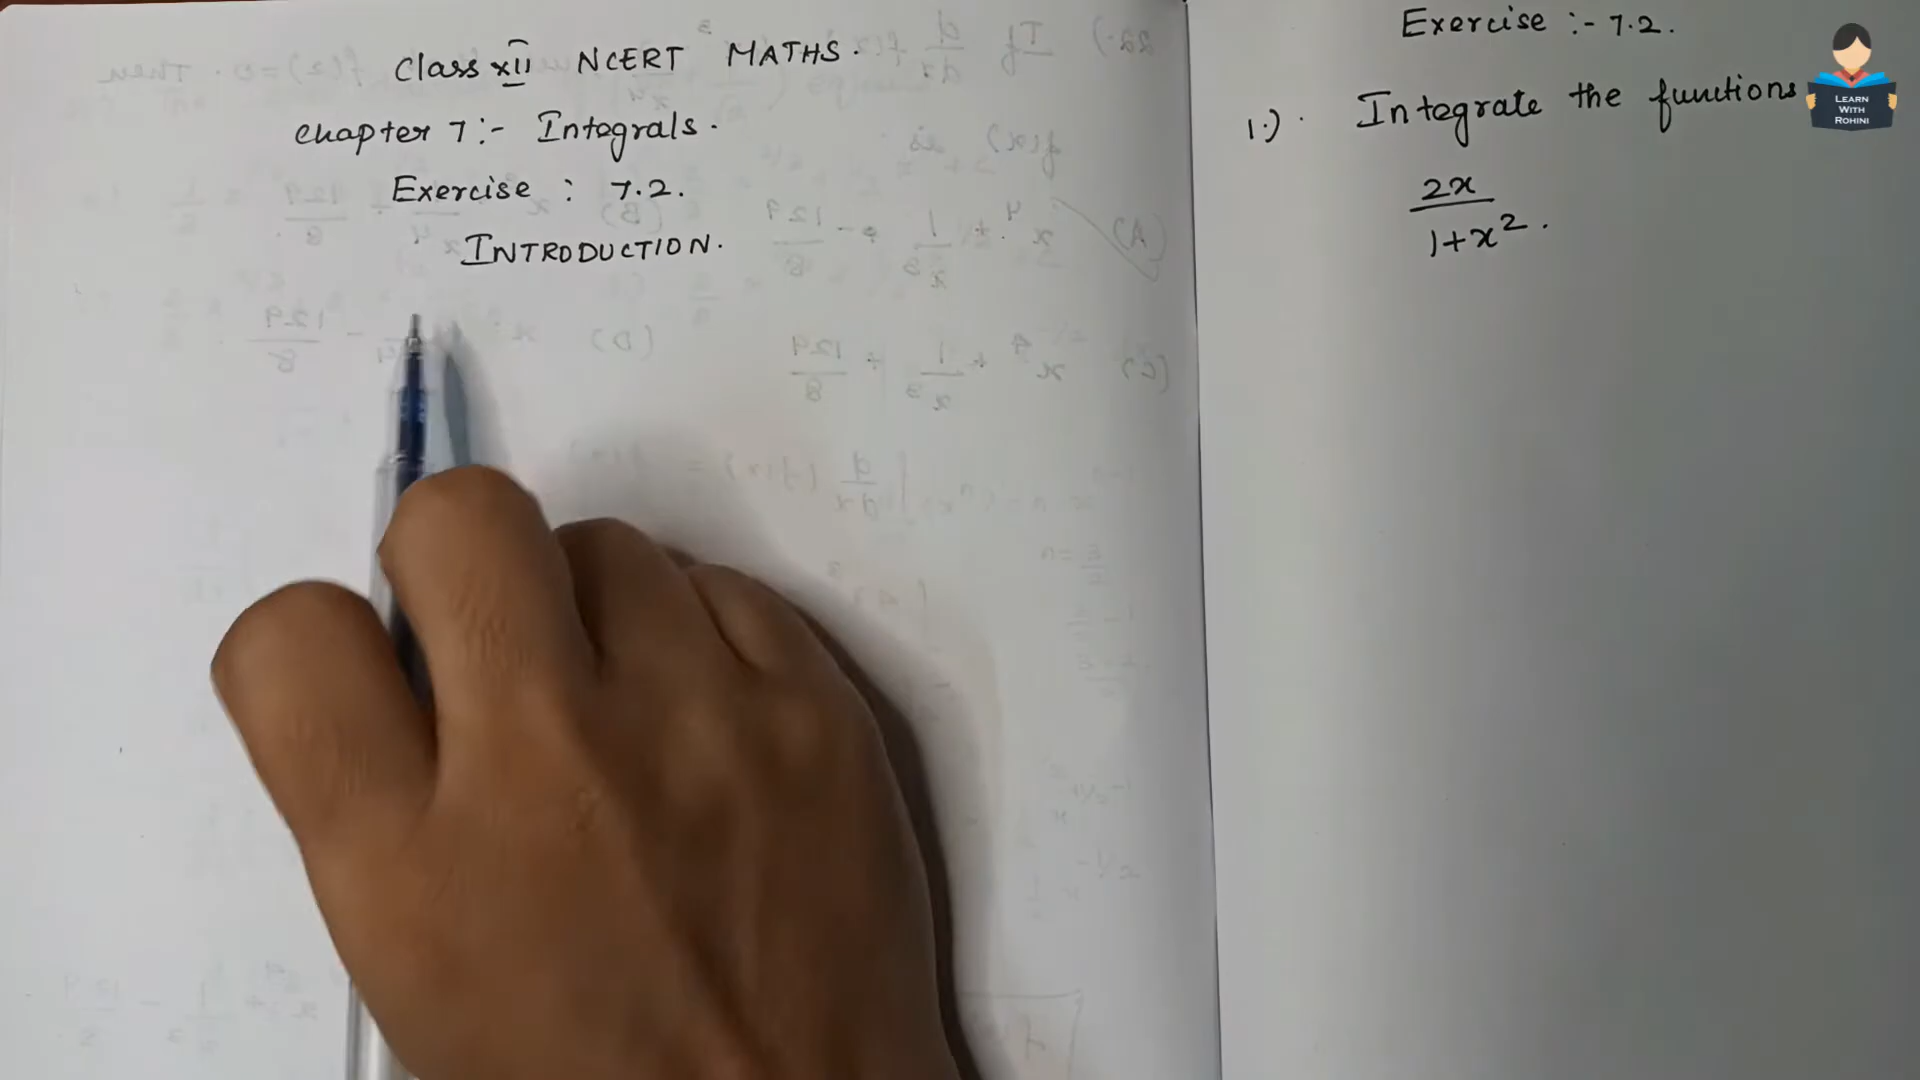 Class XII NCERT MATHS.
chapter 7:- Integrals.
Exercise : 7.2.
INTRODUCTION.
Exercise :- 7.2.
1.). Integrate the functions
2x
1+x².
LEARN
WITH
ROHINI